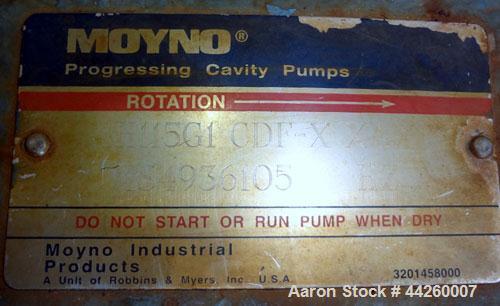 MOYNO®
Progressing Cavity Pumps
ROTATION
CDF-X X
DO NOT START OR RUN PUMP WHEN DRY
Moyno Industrial
Products
A Unit of Robbins & Myers, Inc. U.S.A.
3201458000
Aaron Stock # 44260007